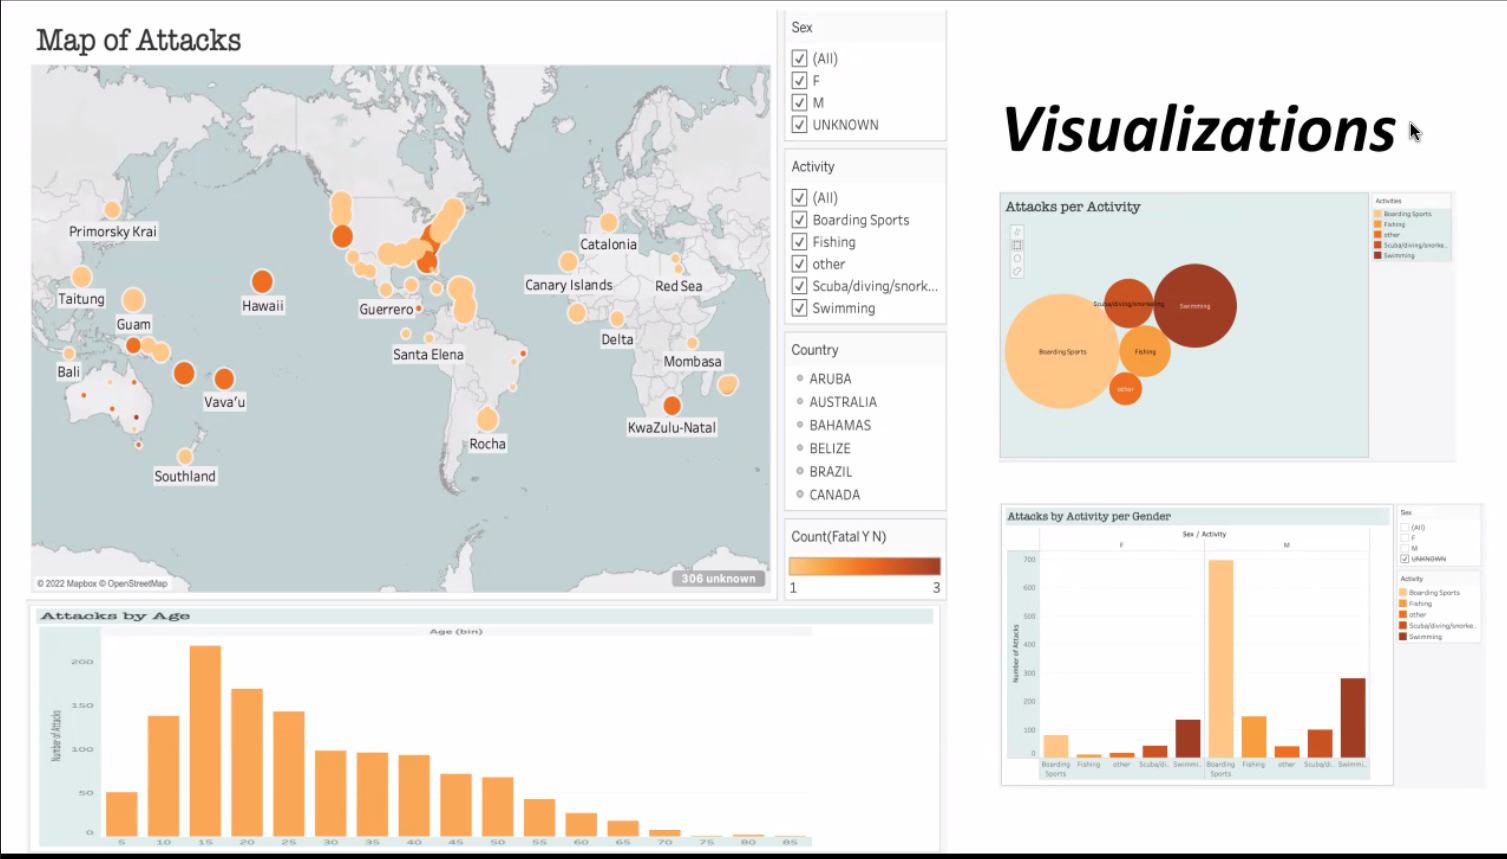 Map of Attacks
Primorsky Krai
Taitung
Guam
Bali
Hawaii
Vava'u
Southland
Guerrero
Santa Elena
Rocha
Catalonia
Canary Islands
Red Sea
Delta
Mombasa
KwaZulu-Natal
© 2022 Mapbox © OpenStreetMap
306 unknown
Sex
(All)
F
M
UNKNOWN
Activity
(All)
Boarding Sports
Fishing
other
Scuba/diving/snork...
Swimming
Country
ARUBA
AUSTRALIA
BAHAMAS
BELIZE
BRAZIL
CANADA
Count(Fatal Y N)
1 3
Attacks by Age
Age (bin)
Number of Attacks
200
150
100
50
0
5 10 15 20 25 30 35 40 45 50 55 60 65 70 75 80 85
Visualizations
Attacks per Activity
Boarding Sports
Scuba/diving/snorkeling
Swimming
Fishing
other
Activities
Boarding Sports
Fishing
other
Scuba/diving/snorke..
Swimming
Attacks by Activity per Gender
Sex / Activity
F M
Number of Attacks
700
600
500
400
300
200
100
0
Boarding Sports
Fishing
other
Scuba/di..
Swimmi..
Boarding Sports
Fishing
other
Scuba/di..
Swimmi..
Sex
(All)
F
M
UNKNOWN
Activity
Boarding Sports
Fishing
other
Scuba/diving/snorke..
Swimming